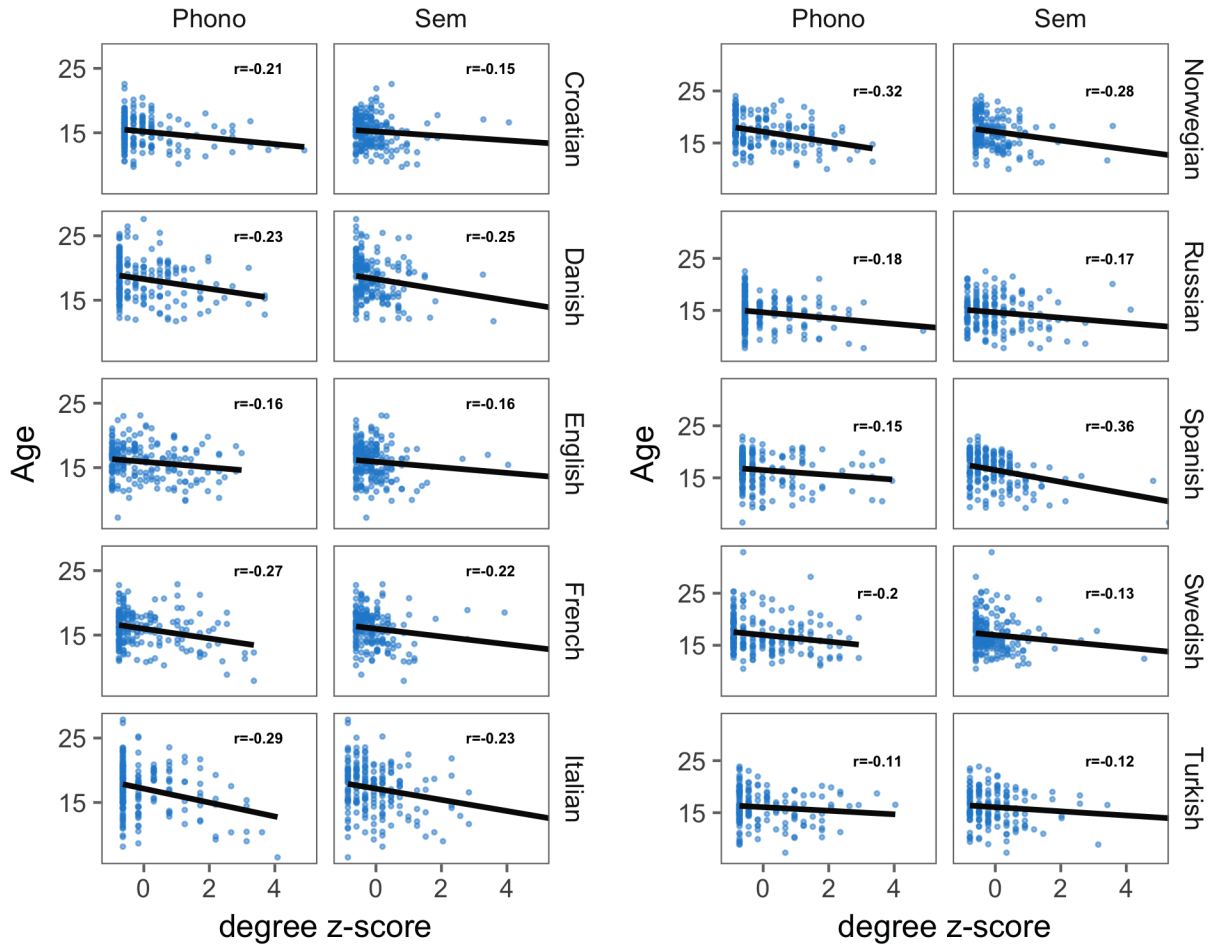 Phono Sem Phono Sem
25 15 r=-0.21 r=-0.15 Croatian
25 15 r=-0.32 r=-0.28 Norwegian
25 15 r=-0.23 r=-0.25 Danish
25 15 r=-0.18 r=-0.17 Russian
Age 25 15 r=-0.16 r=-0.16 English
Age 25 15 r=-0.15 r=-0.36 Spanish
25 15 r=-0.27 r=-0.22 French
25 15 r=-0.2 r=-0.13 Swedish
25 15 r=-0.29 r=-0.23 Italian
25 15 r=-0.11 r=-0.12 Turkish
0 2 4 0 2 4 0 2 4 0 2 4
degree z-score degree z-score